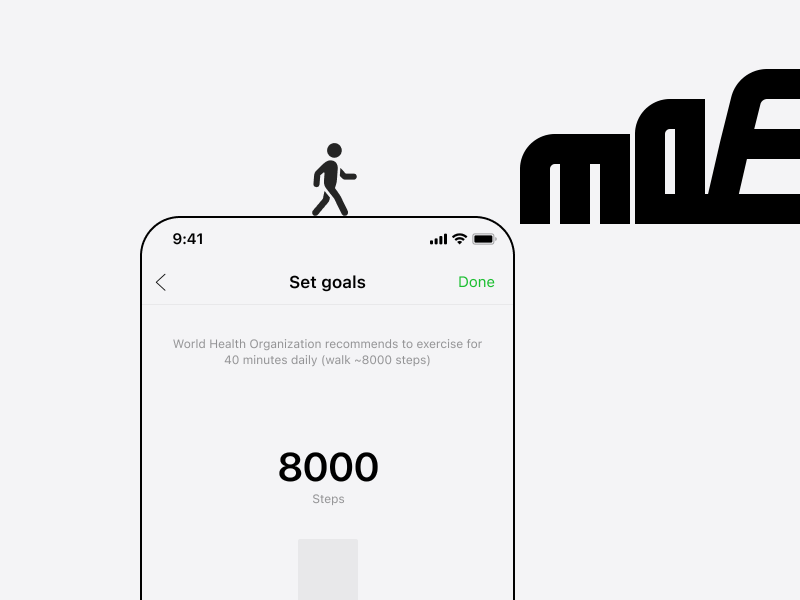 9:41
Set goals
Done
World Health Organization recommends to exercise for
40 minutes daily (walk ~8000 steps)
8000
Steps